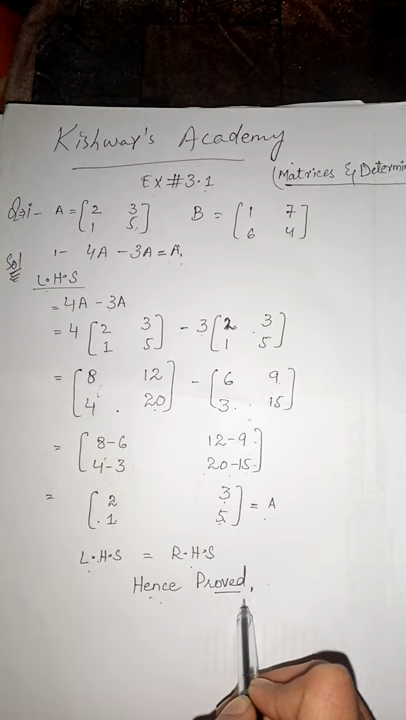 Kishwar's Academy
EX#3.1 (Matrices & Determin
Q:1- A = [2 3 B = [1 7
1 5] 6 4]
1- 4A - 3A = A.
Sol
L.H.S
= 4A - 3A
= 4 [2 3 - 3 [2 3
1 5] 1 5]
= [8 12 - [6 9
4 20] 3 15]
= [8-6 12-9
4-3 20-15]
= [2 3
1 5] = A
L.H.S = R.H.S
Hence Proved.